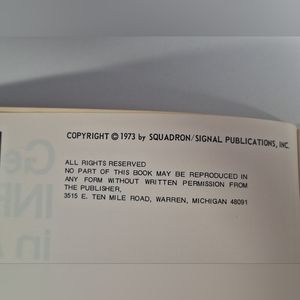 COPYRIGHT © 1973 by SQUADRON/SIGNAL PUBLICATIONS, INC.
ALL RIGHTS RESERVED
NO PART OF THIS BOOK MAY BE REPRODUCED IN
ANY FORM WITHOUT WRITTEN PERMISSION FROM
THE PUBLISHER,
3515 E. TEN MILE ROAD, WARREN, MICHIGAN 48091